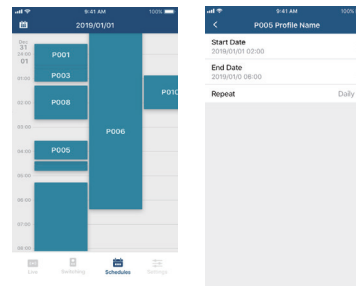 9:41 AM
100%
2019/01/01
Dec
31
24:00
01
01:00
02:00
03:00
04:00
05:00
06:00
07:00
08:00
P001
P003
P008
P005
P006
P010
Live
Switching
Schedules
Settings
9:41 AM
100%
P005 Profile Name
Start Date
2019/01/01 02:00
End Date
2019/01/0 06:00
Repeat
Daily